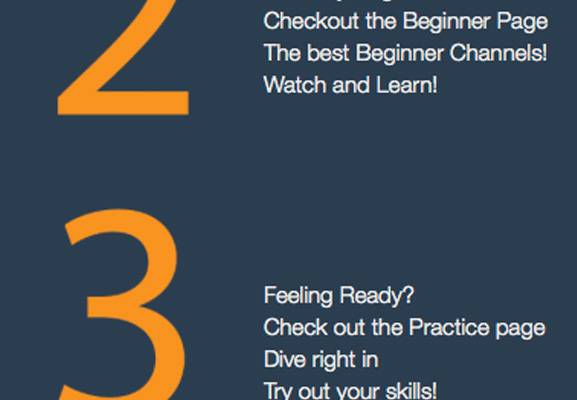 2
Checkout the Beginner Page
The best Beginner Channels!
Watch and Learn!
3
Feeling Ready?
Check out the Practice page
Dive right in
Try out your skills!